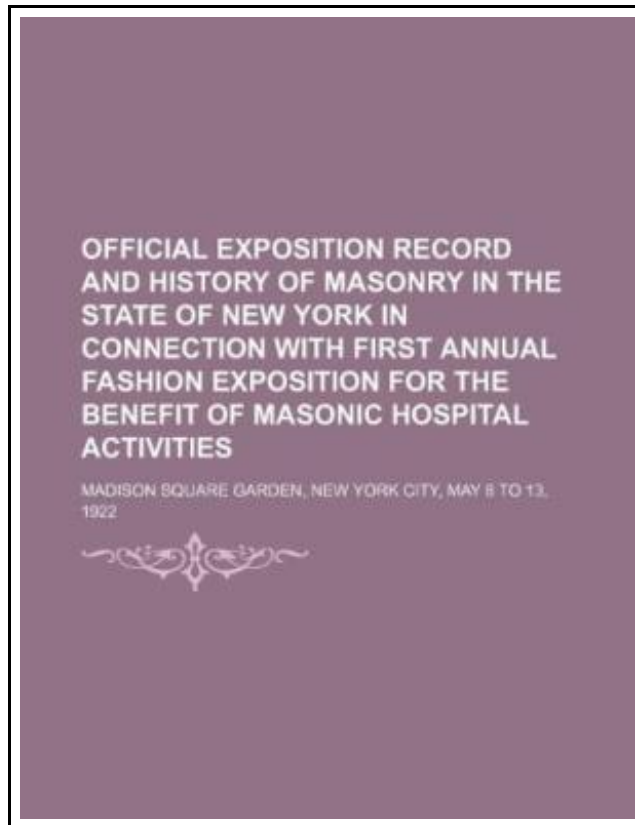 OFFICIAL EXPOSITION RECORD
AND HISTORY OF MASONRY IN THE
STATE OF NEW YORK IN
CONNECTION WITH FIRST ANNUAL
FASHION EXPOSITION FOR THE
BENEFIT OF MASONIC HOSPITAL
ACTIVITIES
MADISON SQUARE GARDEN, NEW YORK CITY, MAY 8 TO 13,
1922